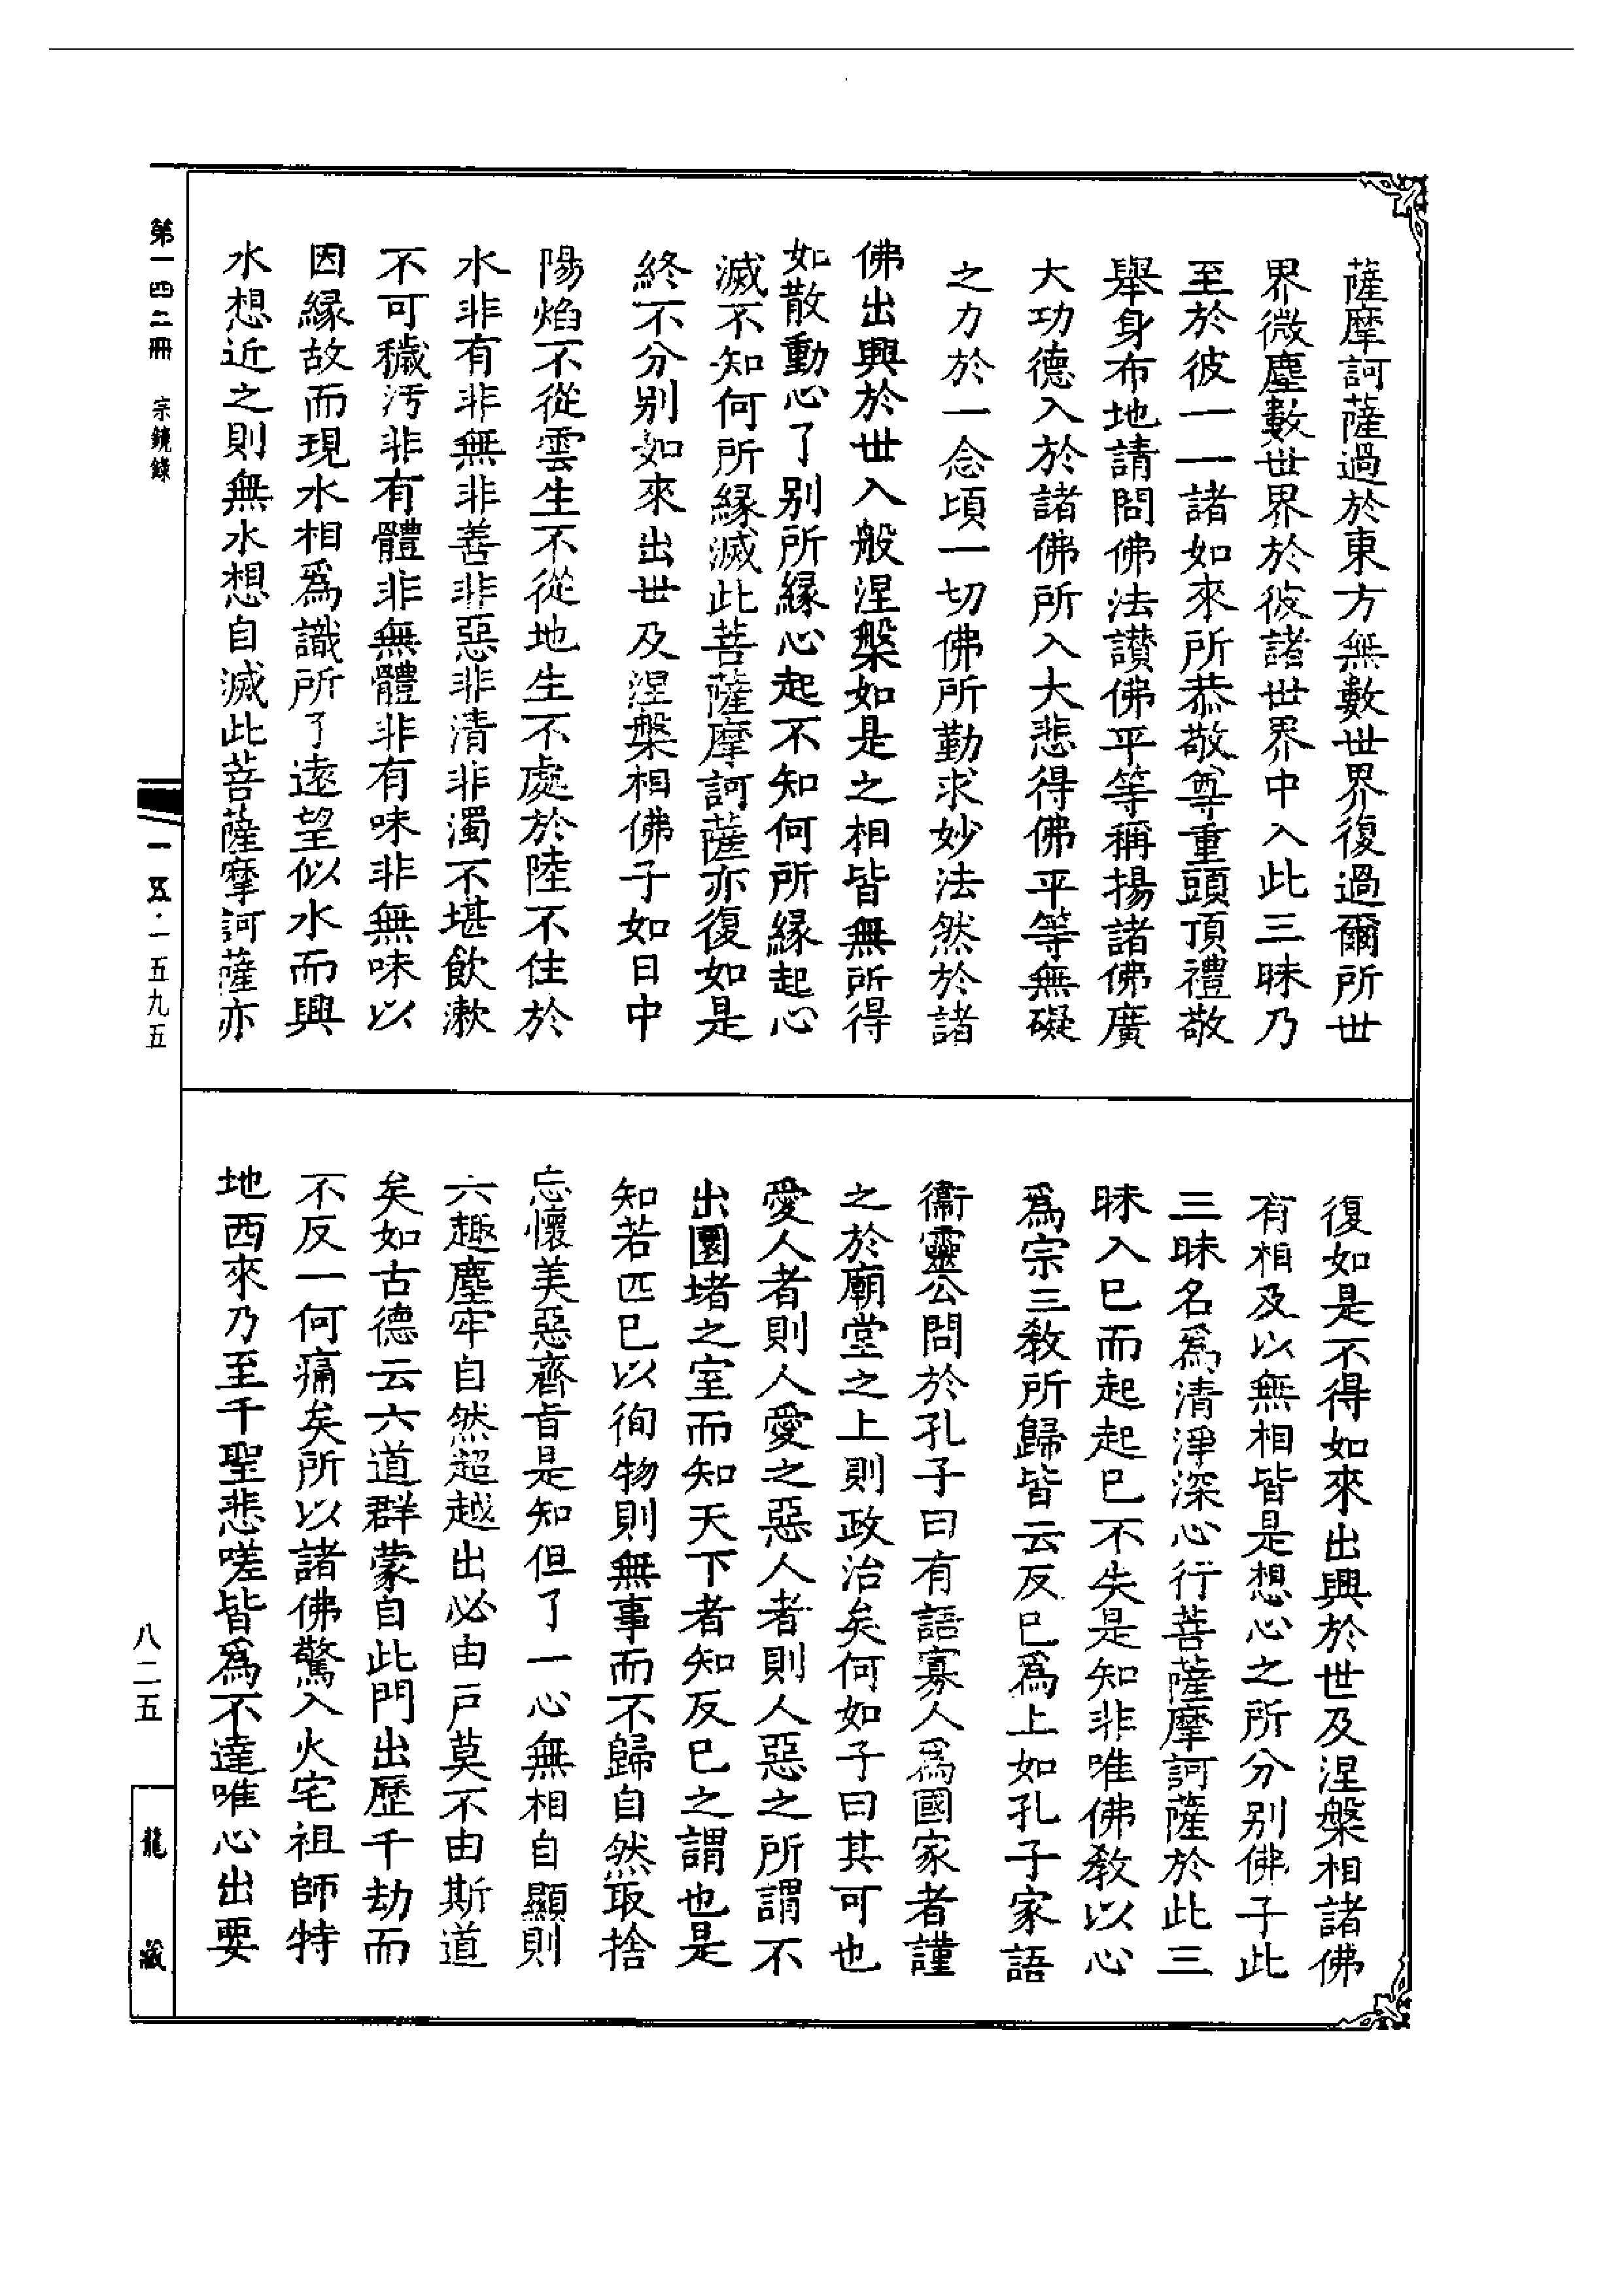 薩摩訶薩過於東方無數世界復過爾所世
界微塵數世界於彼諸世界中入此三昧乃
至於彼一一諸如來所恭敬尊重頭頂禮敬
舉身布地請問佛法讚佛平等稱揚諸佛廣
大功德入於諸佛所入大悲得佛平等無礙
之力於一念頃一切佛所勤求妙法然於諸
佛出興於世入般涅槃如是之相皆無所得
如散動心了別所緣心起不知何所緣起心
滅不知何所緣滅此菩薩摩訶薩亦復如是
終不分別如來出世及涅槃相佛子如日中
陽焰不從雲生不從地生不處於陸不住於
水非有非無非善非惡非清非濁不堪飲漱
不可穢汚非有體非無體非有味非無味以
因緣故而現水相爲識所了遠望似水而興
水想近之則無水想自滅此菩薩摩訶薩亦
復如是不得如來出興於世及涅槃相諸佛
有相及以無相皆是想心之所分別佛子此
三昧名爲清淨深心行菩薩摩訶薩於此三
昧入已而起起已不失是知非唯佛教以心
爲宗三教所歸皆云反已爲上如孔子家語
衞靈公問於孔子曰有語寡人爲國家者謹
之於廟堂之上則政治矣何如子曰其可也
愛人者則人愛之惡人者則人惡之所謂不
出圜堵之室而知天下者知反已之謂也是
知若匹已以徇物則無事而不歸自然取捨
忘懷美惡齊旨是知但了一心無相自顯則
六趣塵牢自然超越出必由戶莫不由斯道
矣如古德云六道群蒙自此門出歷千劫而
不反一何痛矣所以諸佛驚入火宅祖師特
地西來乃至千聖悲嗟皆爲不達唯心出要
第一四二冊 宗鏡錄
一五·一五九五
八二五
龍藏